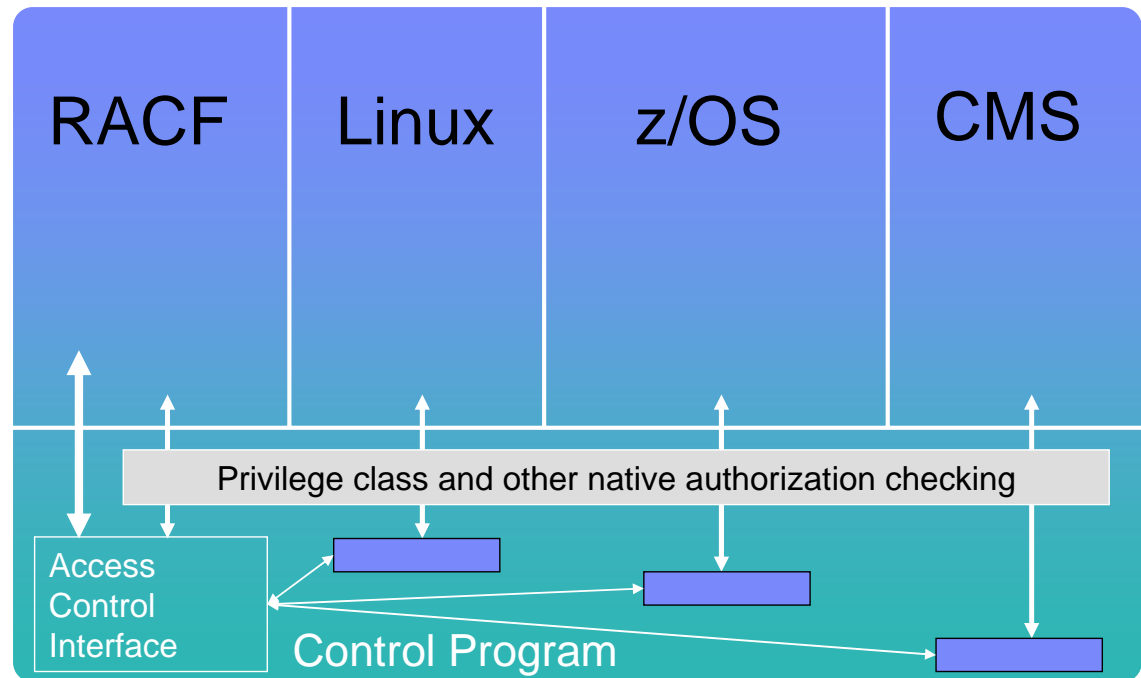 RACF
Linux
z/OS
CMS
Privilege class and other native authorization checking
Access
Control
Interface
Control Program